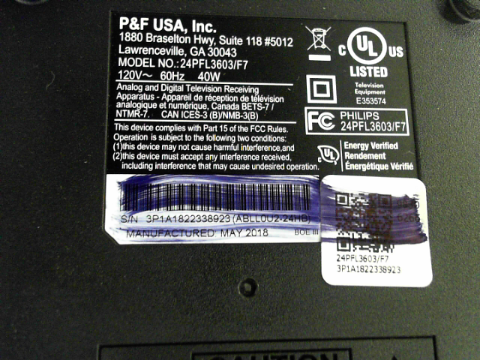 P&F USA, Inc.
1880 Braselton Hwy, Suite 118 #5012
Lawrenceville, GA 30043
MODEL NO.: 24PFL3603/F7
120V~ 60Hz 40W
Analog and Digital Television Receiving
Apparatus - Appareil de réception de télévision
analogique et numérique, Canada BETS-7 /
NTMR-7. CAN ICES-3 (B)/NMB-3(B)
This device complies with Part 15 of the FCC Rules.
Operation is subject to the following two conditions:
(1)this device may not cause harmful interference,and
(2)this device must accept any interference received,
including interference that may cause undesired operation.
C UL US
LISTED
Television
Equipment
E353574
FC PHILIPS
24PFL3603/F7
Energy Verified
Rendement
Énergétique Vérifié
S/N 3P1A1822338923
MANUFACTURED MAY 2018 BOE III
24PFL3603/F7
3P1A1822338923
CAUTION